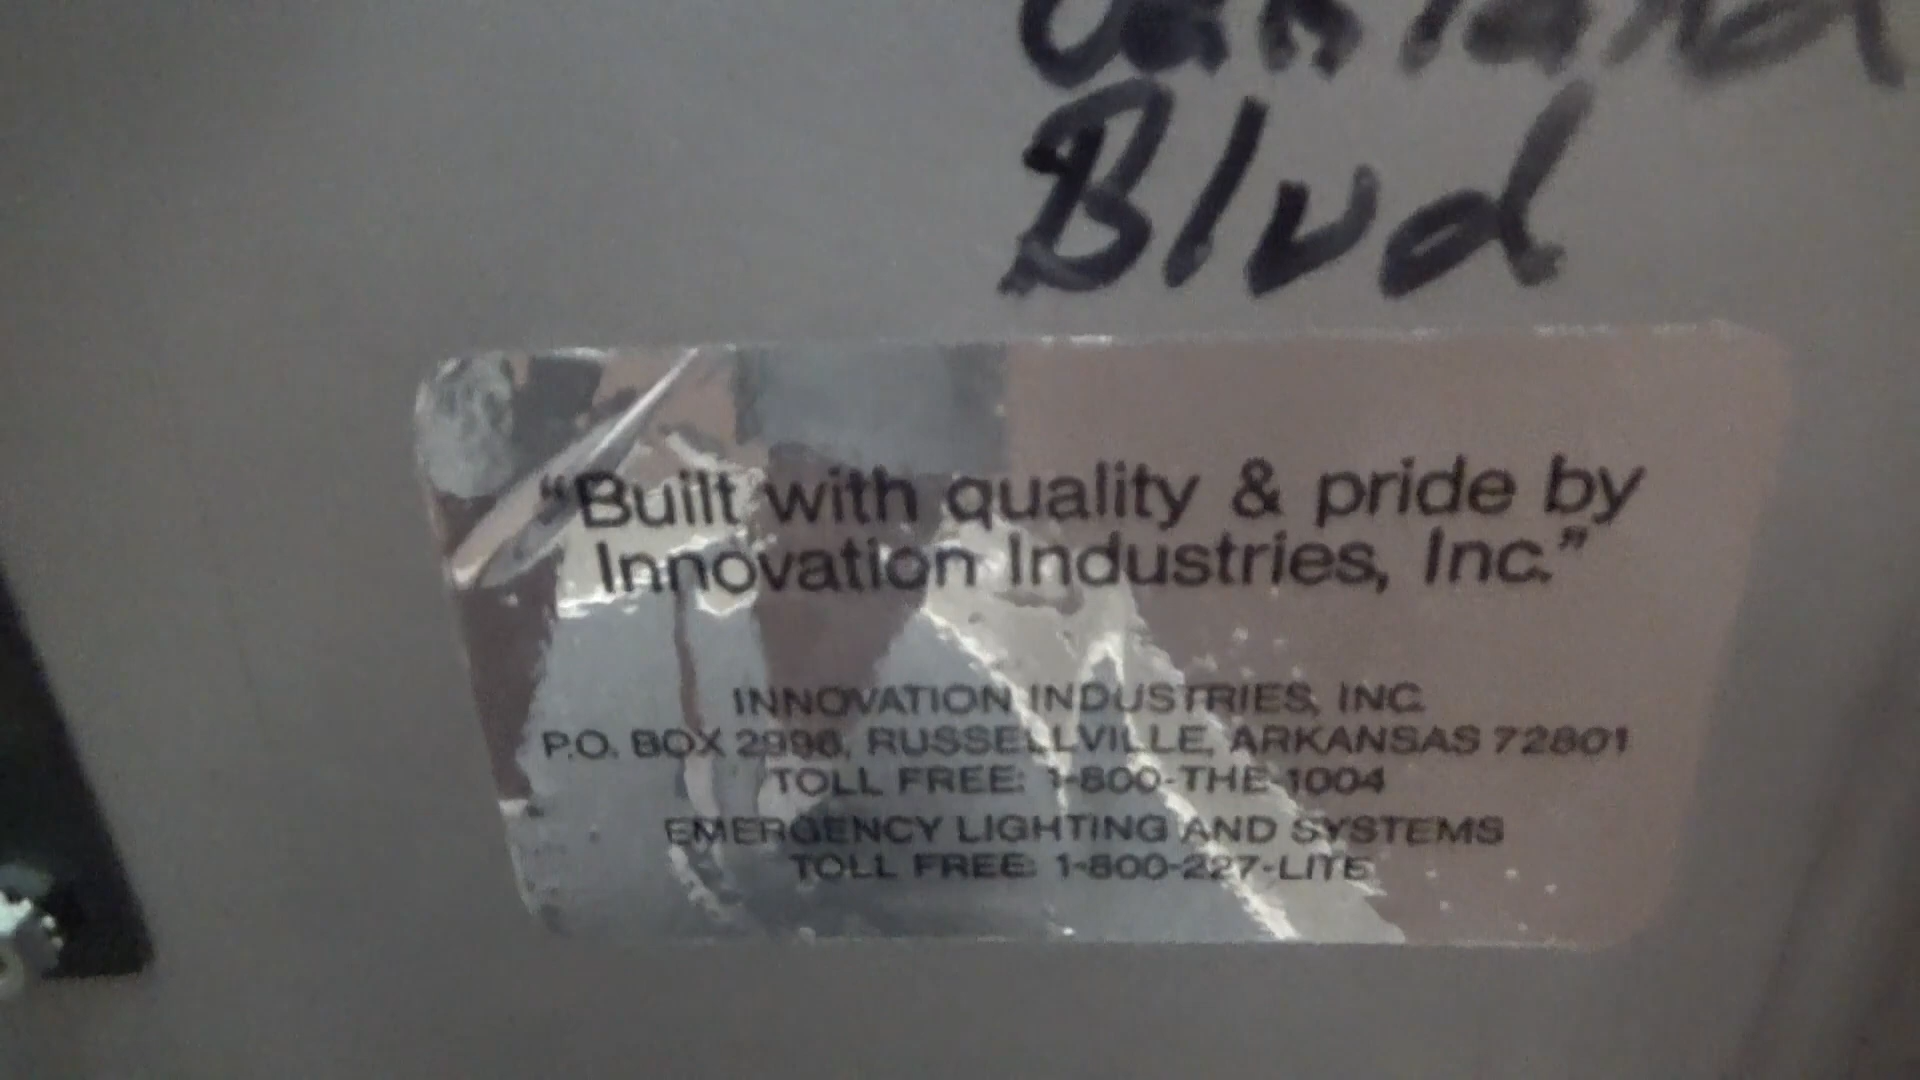 Oakland
Blvd
"Built with quality & pride by
Innovation Industries, Inc."
INNOVATION INDUSTRIES, INC.
P.O. BOX 2996, RUSSELLVILLE, ARKANSAS 72801
TOLL FREE: 1-800-THE-1004
EMERGENCY LIGHTING AND SYSTEMS
TOLL FREE: 1-800-227-LITE